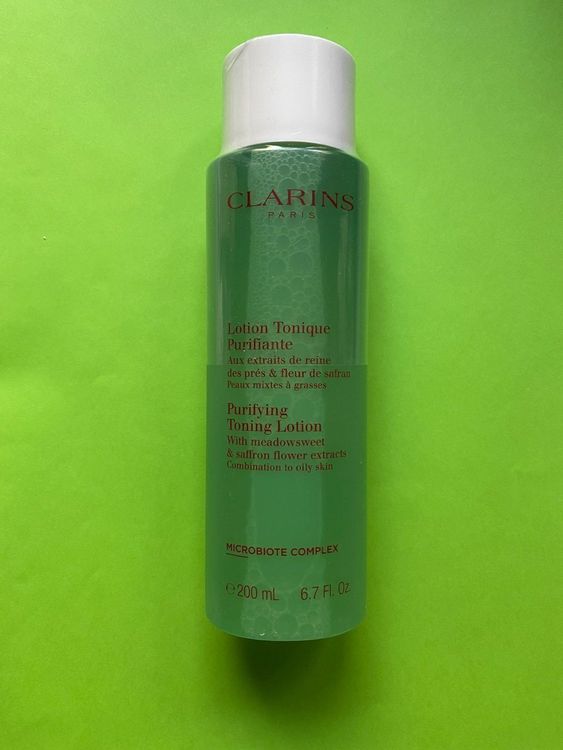 CLARINS
PARIS
Lotion Tonique
Purifiante
Aux extraits de reine
des prés & fleur de safran
Peaux mixtes à grasses
Purifying
Toning Lotion
With meadowsweet
& saffron flower extracts
Combination to oily skin
MICROBIOTE COMPLEX
℮200 mL 6.7 Fl. Oz.